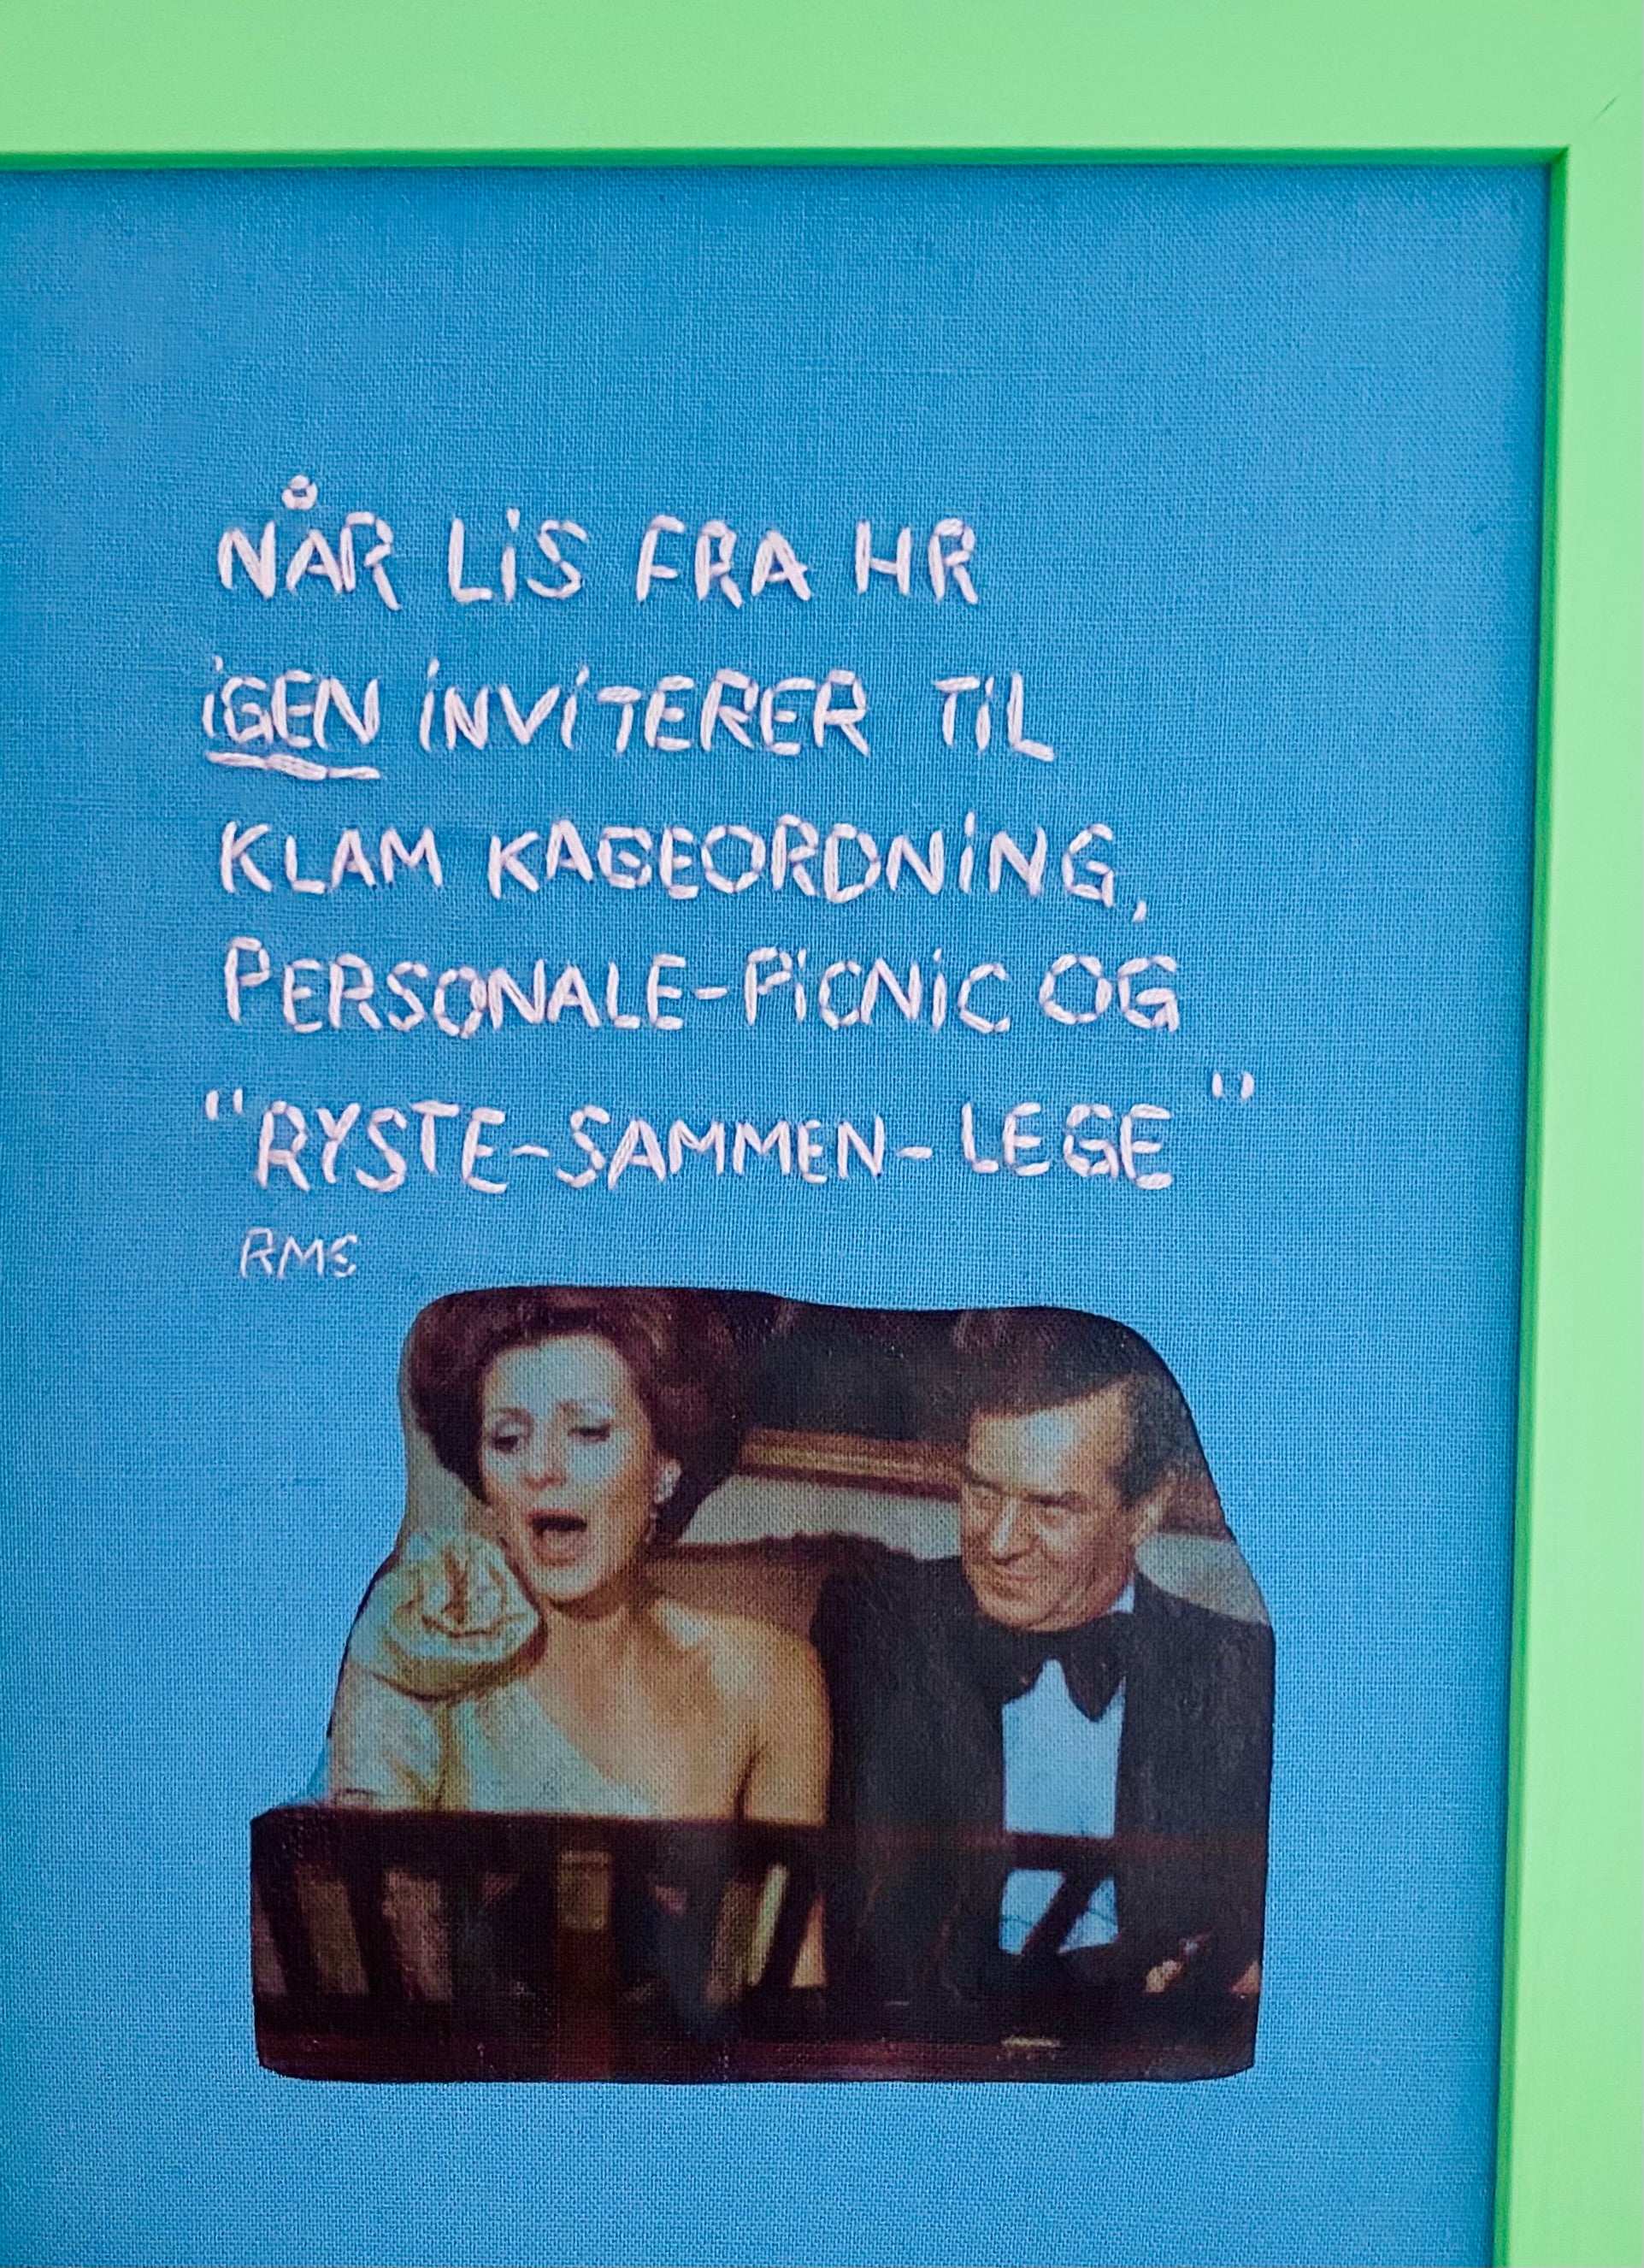 NÅR LiS FRA HR
iGEN iNViTERER TiL
KLAM KAGEORDNiNG,
PERSONALE-PiCNiC OG
"RYSTE-SAMMEN-LEGE"
RMS